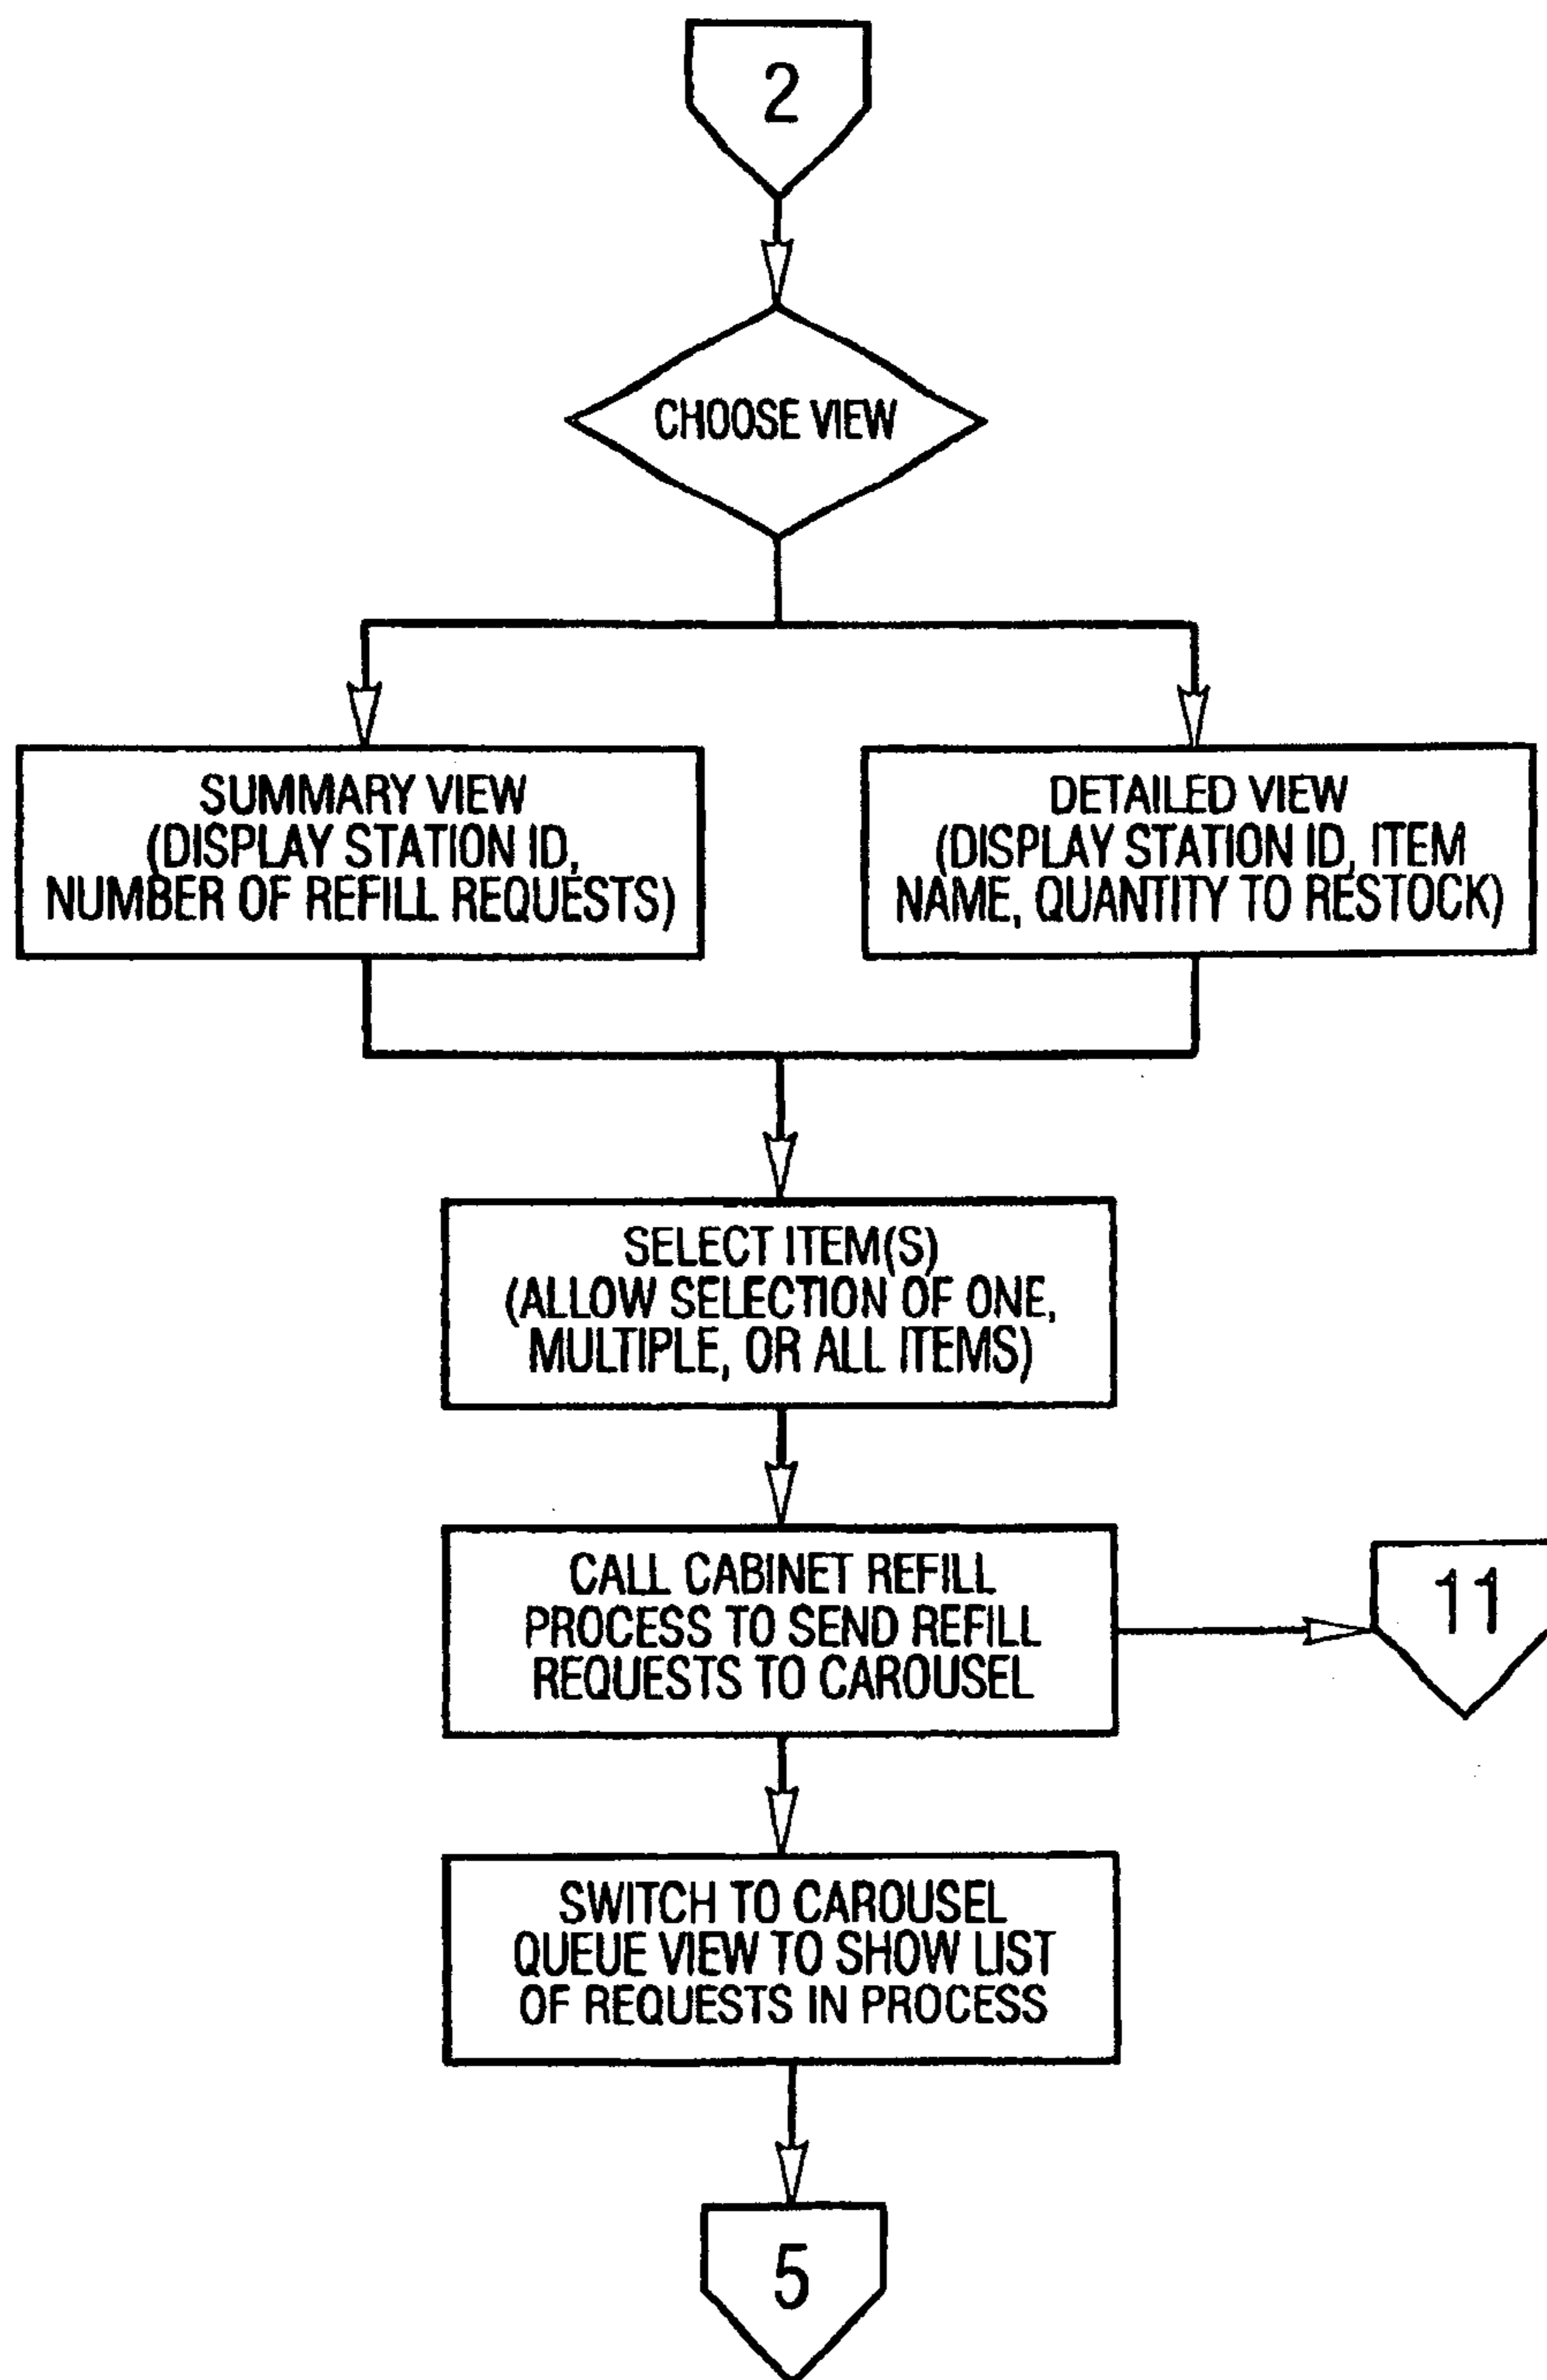 2
CHOOSE VIEW
SUMMARY VIEW
(DISPLAY STATION ID,
NUMBER OF REFILL REQUESTS)
DETAILED VIEW
(DISPLAY STATION ID, ITEM
NAME, QUANTITY TO RESTOCK)
SELECT ITEM(S)
(ALLOW SELECTION OF ONE,
MULTIPLE, OR ALL ITEMS)
CALL CABINET REFILL
PROCESS TO SEND REFILL
REQUESTS TO CAROUSEL
11
SWITCH TO CAROUSEL
QUEUE VIEW TO SHOW LIST
OF REQUESTS IN PROCESS
5